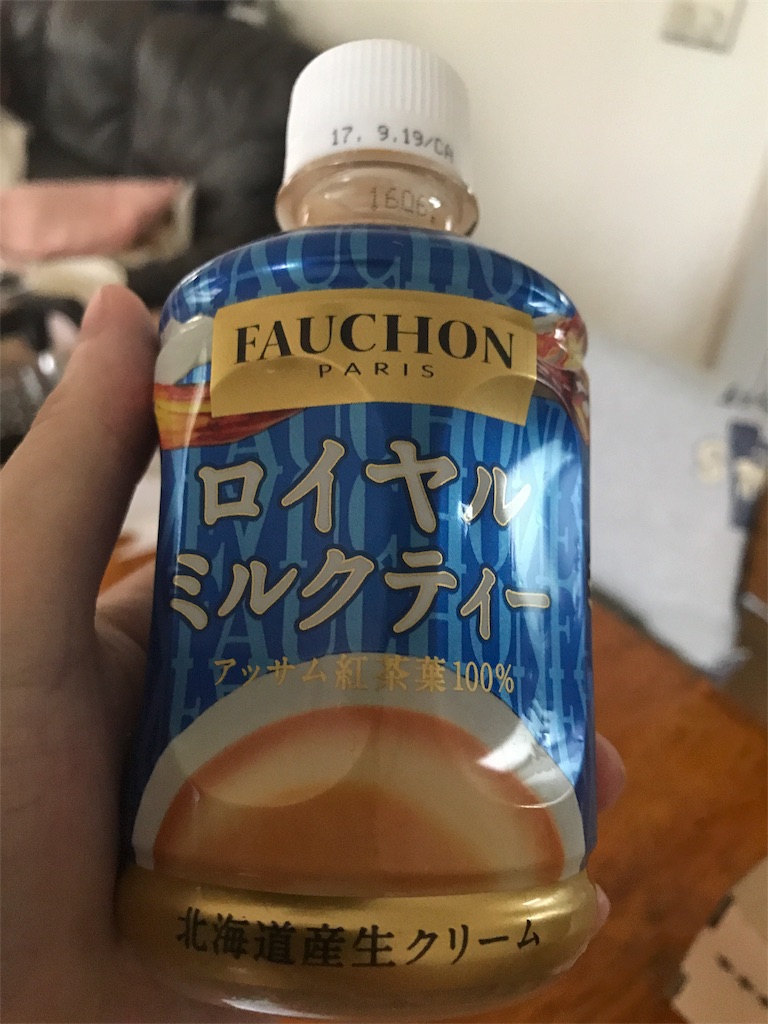 17. 9.19/CA
FAUCHON
PARIS
ロイヤル
ミルクティー
アッサム紅茶葉100%
北海道産生クリーム